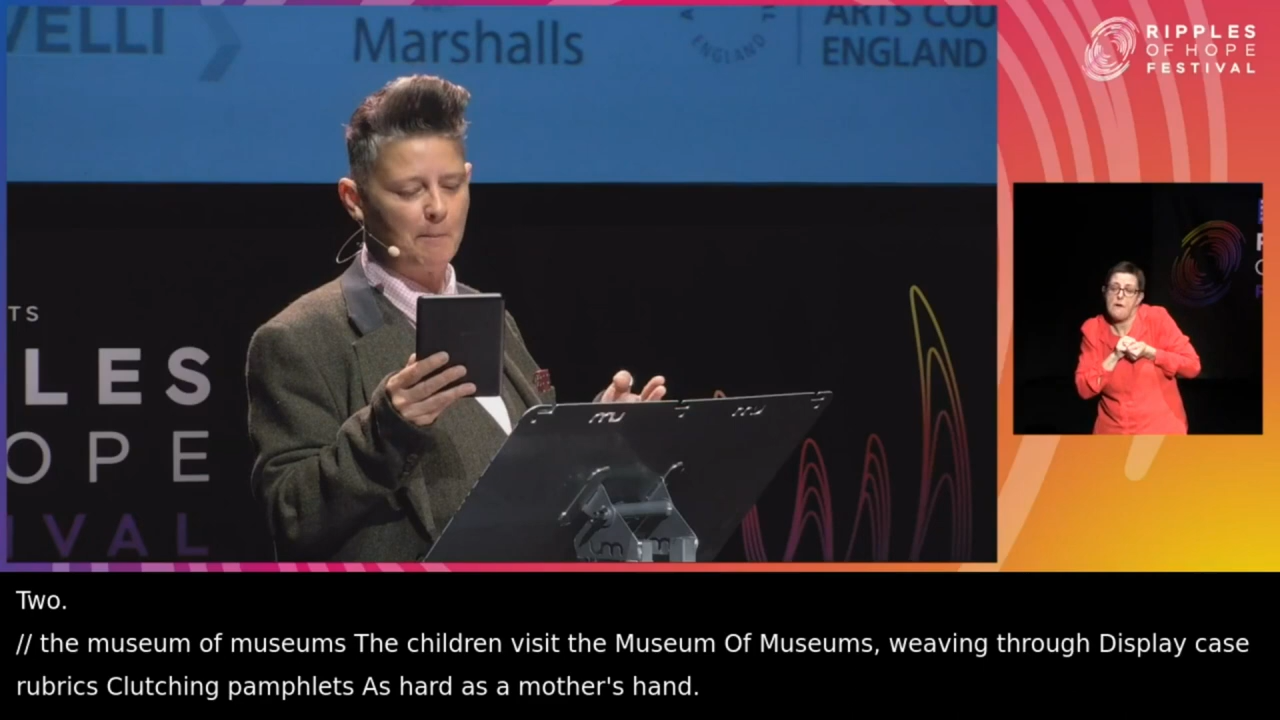 VELLI
Marshalls
ENGLAND
ARTS COU
ENGLAND
RIPPLES
OF HOPE
FESTIVAL
TS
LES
OPE
IVAL
Two.
// the museum of museums The children visit the Museum Of Museums, weaving through Display case
rubrics Clutching pamphlets As hard as a mother's hand.